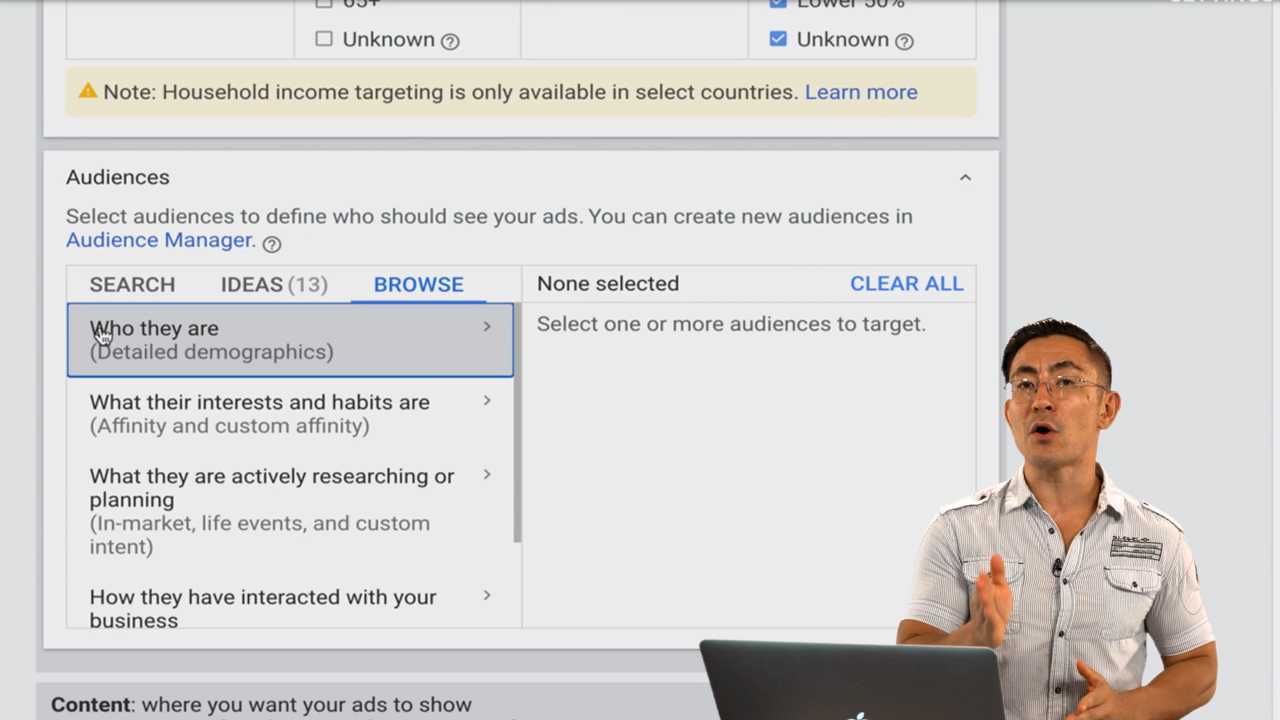 65+
Lower 50%
Unknown
Unknown
Note: Household income targeting is only available in select countries. Learn more
Audiences
Select audiences to define who should see your ads. You can create new audiences in
Audience Manager.
SEARCH IDEAS (13) BROWSE
None selected CLEAR ALL
Who they are
(Detailed demographics)
Select one or more audiences to target.
What their interests and habits are
(Affinity and custom affinity)
What they are actively researching or
planning
(In-market, life events, and custom
intent)
How they have interacted with your
business
Content: where you want your ads to show